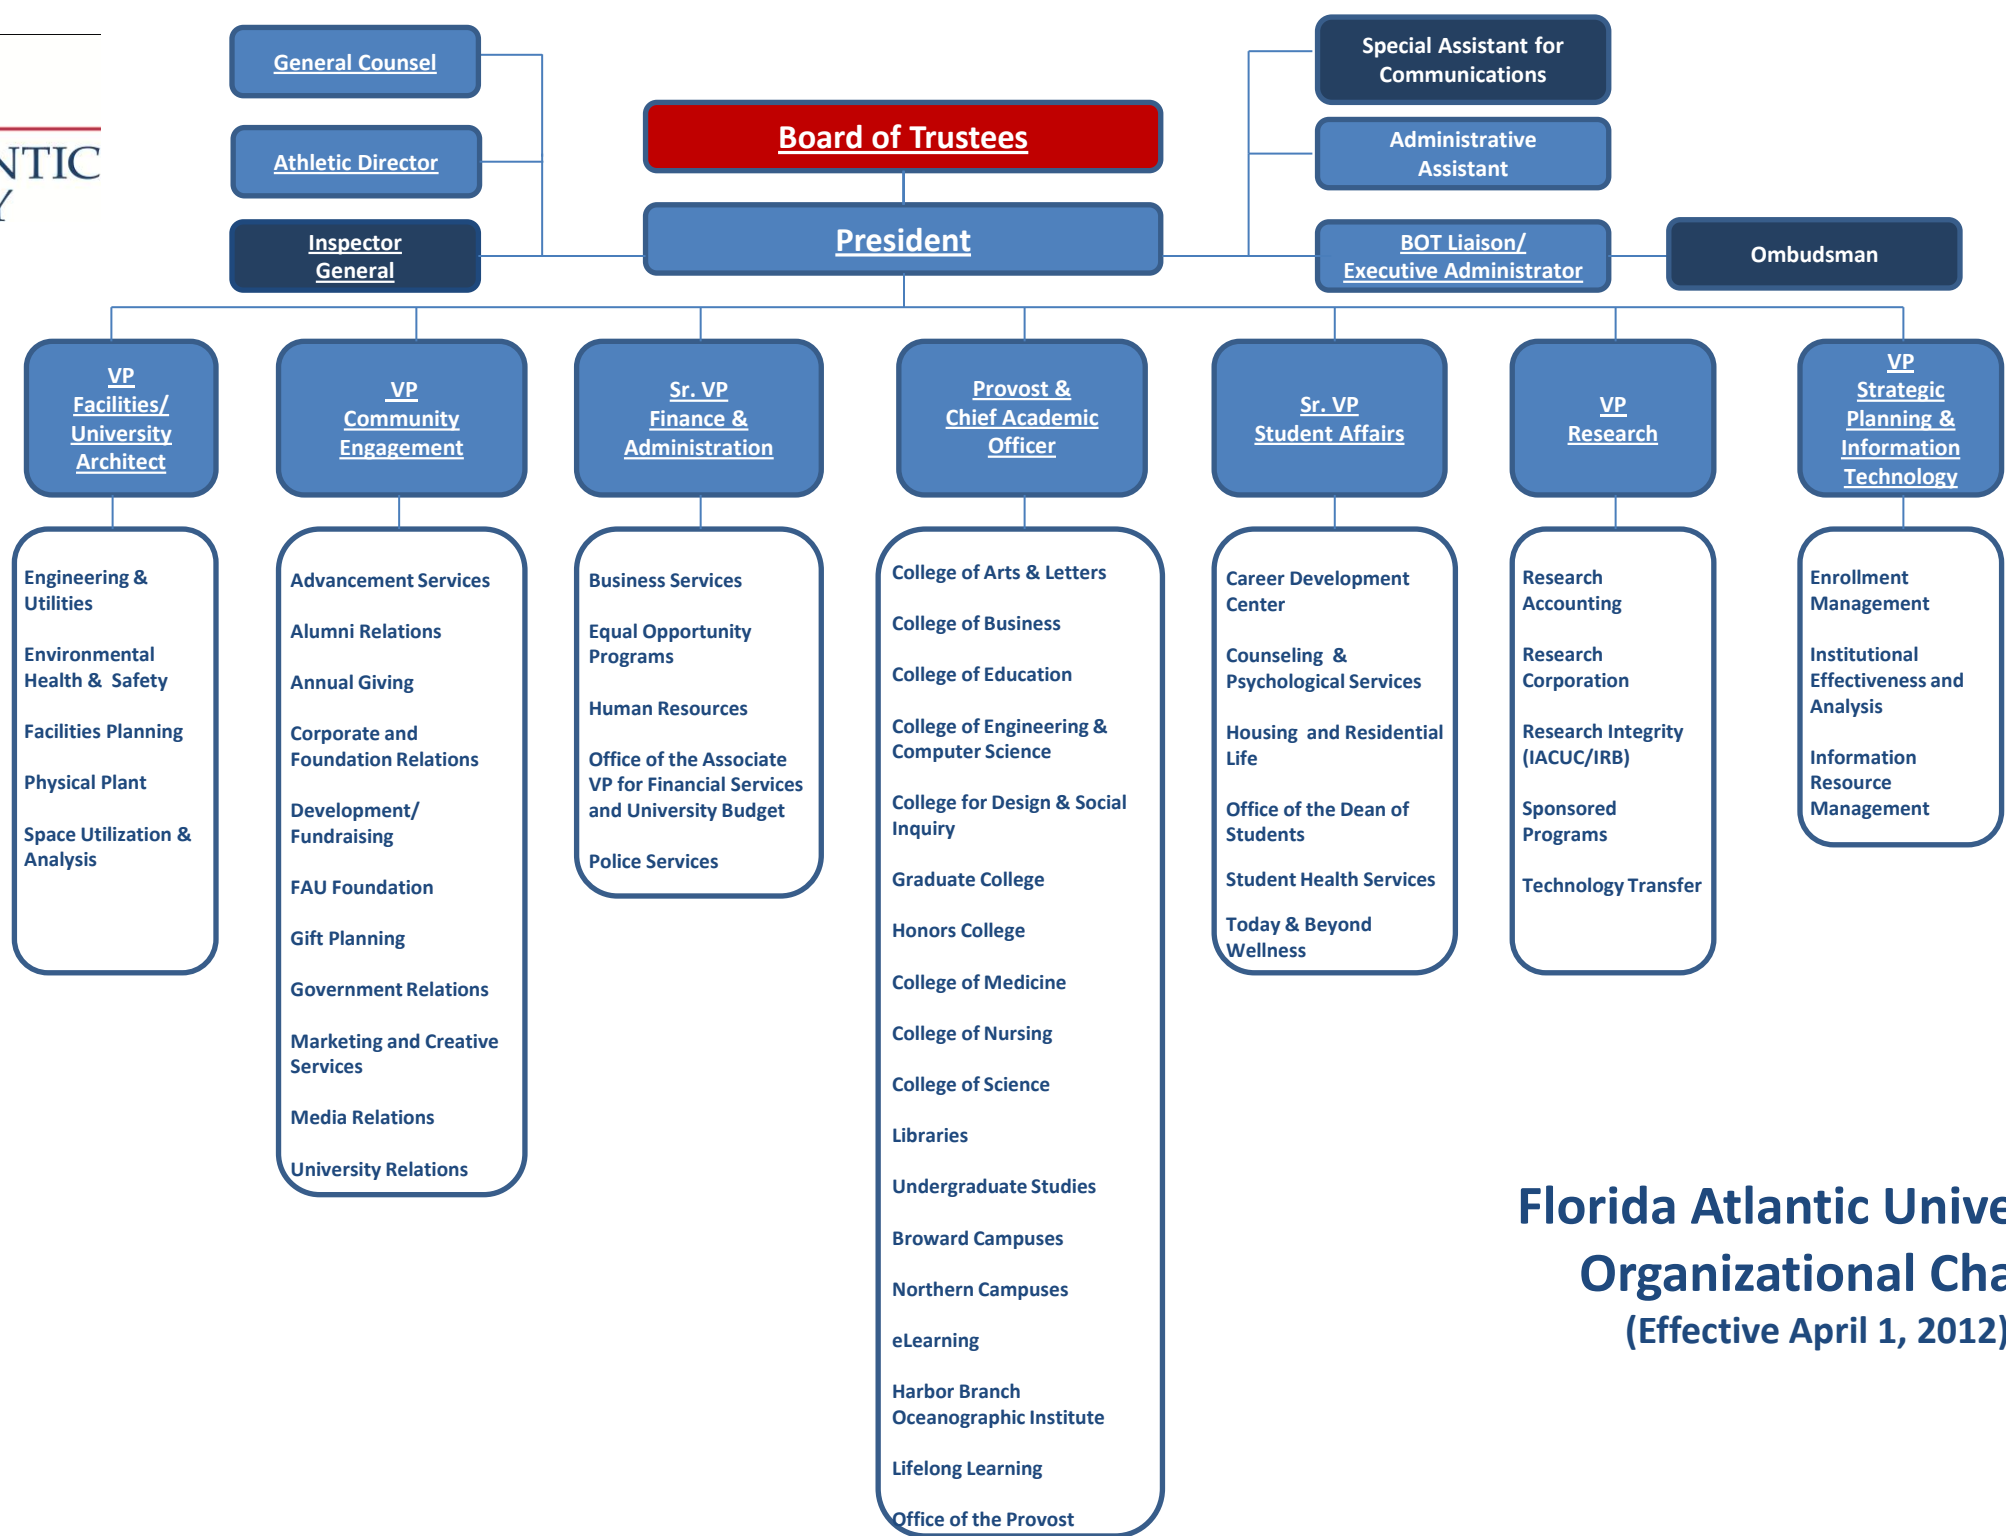 NTIC
Y
General Counsel
Athletic Director
Inspector
General
Board of Trustees
President
Special Assistant for
Communications
Administrative
Assistant
BOT Liaison/
Executive Administrator
Ombudsman
VP
Facilities/
University
Architect
VP
Community
Engagement
Sr. VP
Finance &
Administration
Provost &
Chief Academic
Officer
Sr. VP
Student Affairs
VP
Research
VP
Strategic
Planning &
Information
Technology
Engineering &
Utilities
Environmental
Health & Safety
Facilities Planning
Physical Plant
Space Utilization &
Analysis
Advancement Services
Alumni Relations
Annual Giving
Corporate and
Foundation Relations
Development/
Fundraising
FAU Foundation
Gift Planning
Government Relations
Marketing and Creative
Services
Media Relations
University Relations
Business Services
Equal Opportunity
Programs
Human Resources
Office of the Associate
VP for Financial Services
and University Budget
Police Services
College of Arts & Letters
College of Business
College of Education
College of Engineering &
Computer Science
College for Design & Social
Inquiry
Graduate College
Honors College
College of Medicine
College of Nursing
College of Science
Libraries
Undergraduate Studies
Broward Campuses
Northern Campuses
eLearning
Harbor Branch
Oceanographic Institute
Lifelong Learning
Office of the Provost
Career Development
Center
Counseling & 
Psychological Services
Housing and Residential
Life
Office of the Dean of
Students
Student Health Services
Today & Beyond
Wellness
Research
Accounting
Research
Corporation
Research Integrity
(IACUC/IRB)
Sponsored
Programs
Technology Transfer
Enrollment
Management
Institutional
Effectiveness and
Analysis
Information
Resource
Management
Florida Atlantic Unive
Organizational Cha
(Effective April 1, 2012)